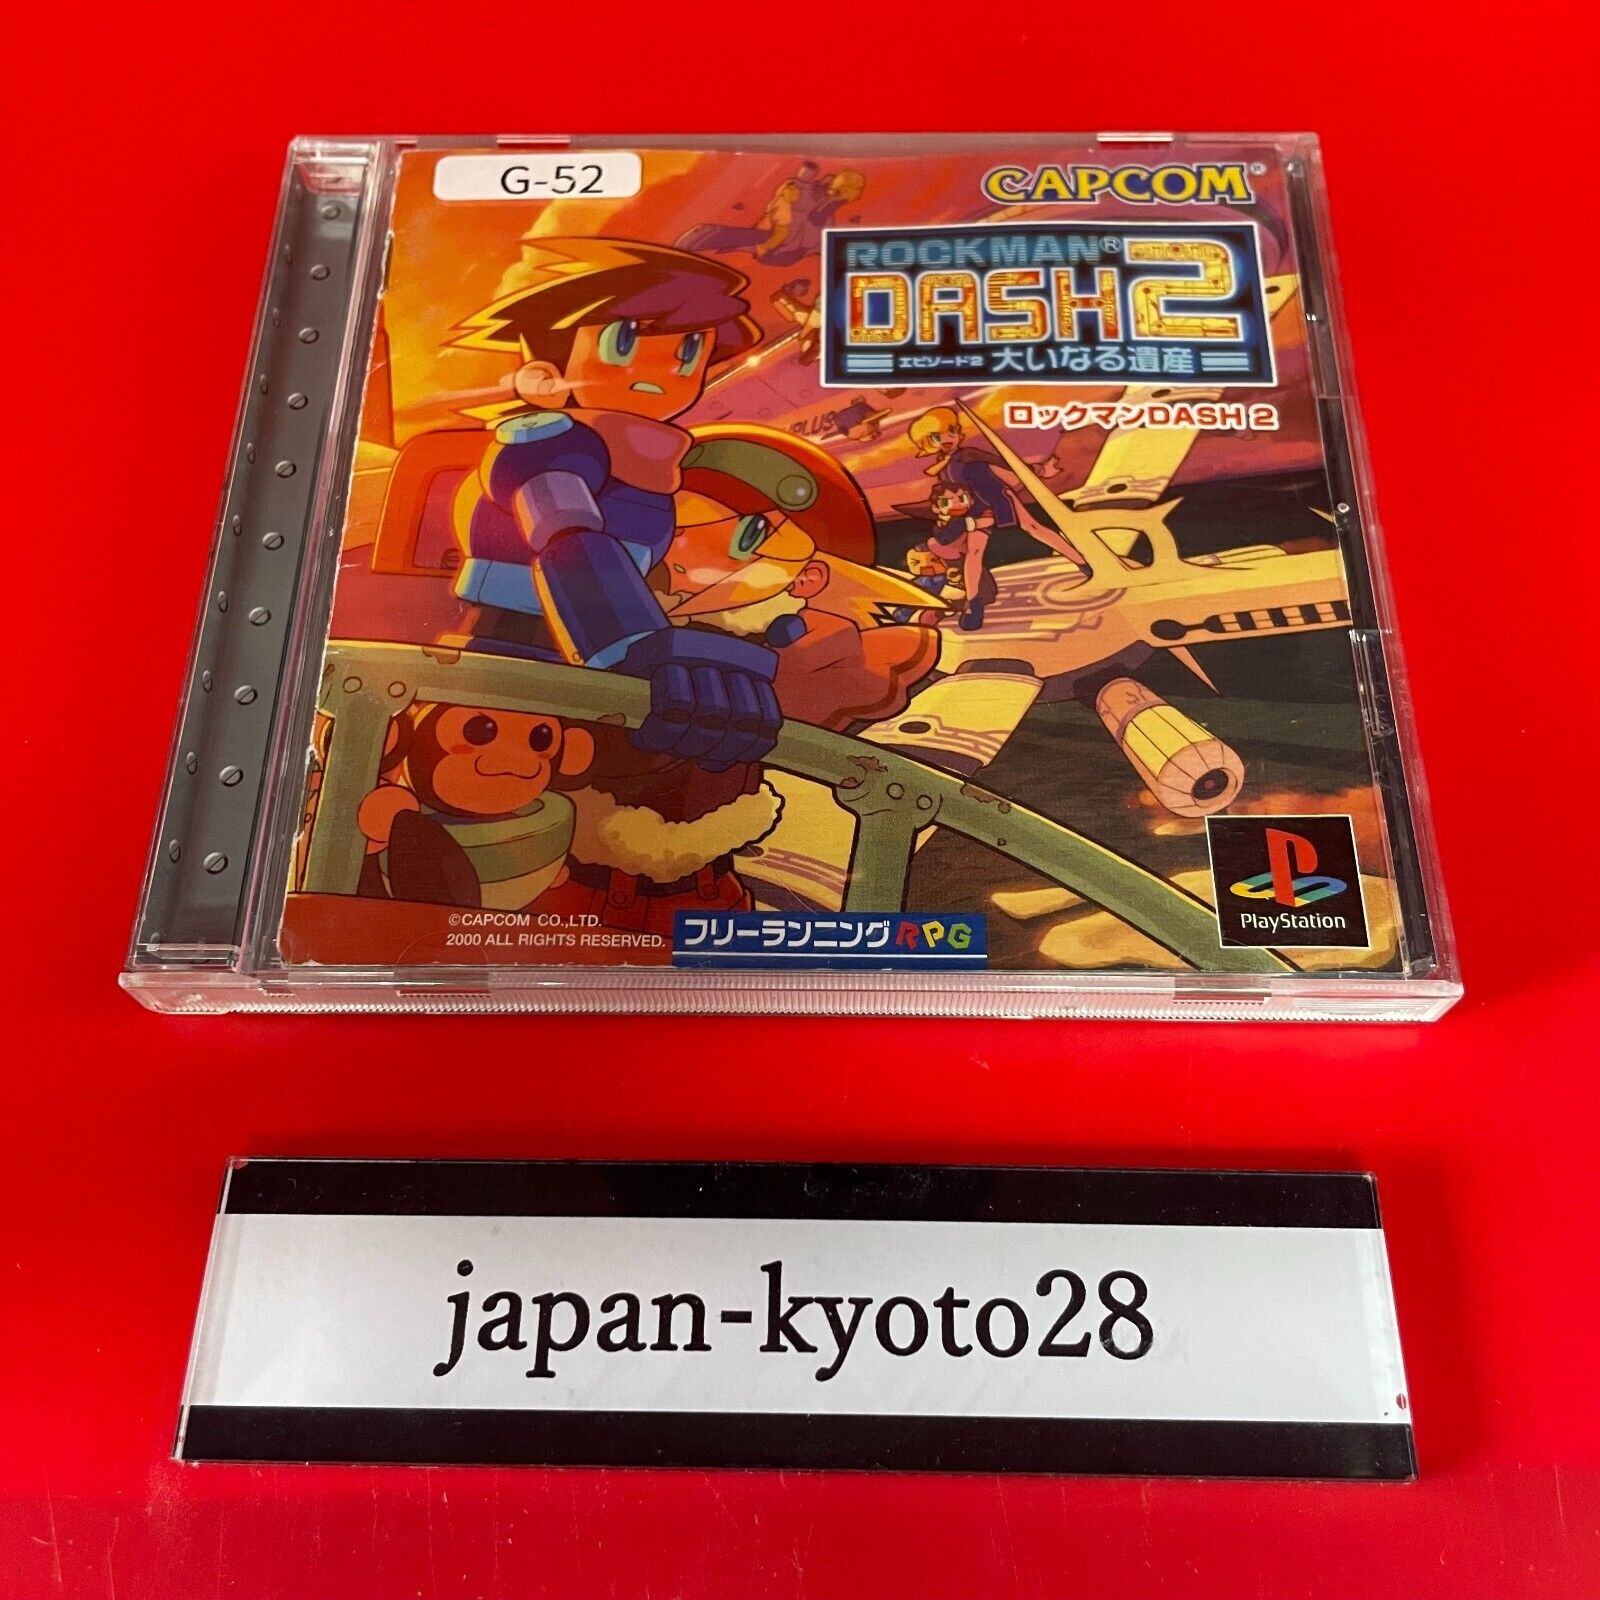 G-52
CAPCOM®
ROCKMAN®
DASH2
エピソード2 大いなる遺産
ロックマンDASH 2
PLUS
©CAPCOM CO.,LTD.
2000 ALL RIGHTS RESERVED.
フリーランニングRPG
PlayStation
japan-kyoto28